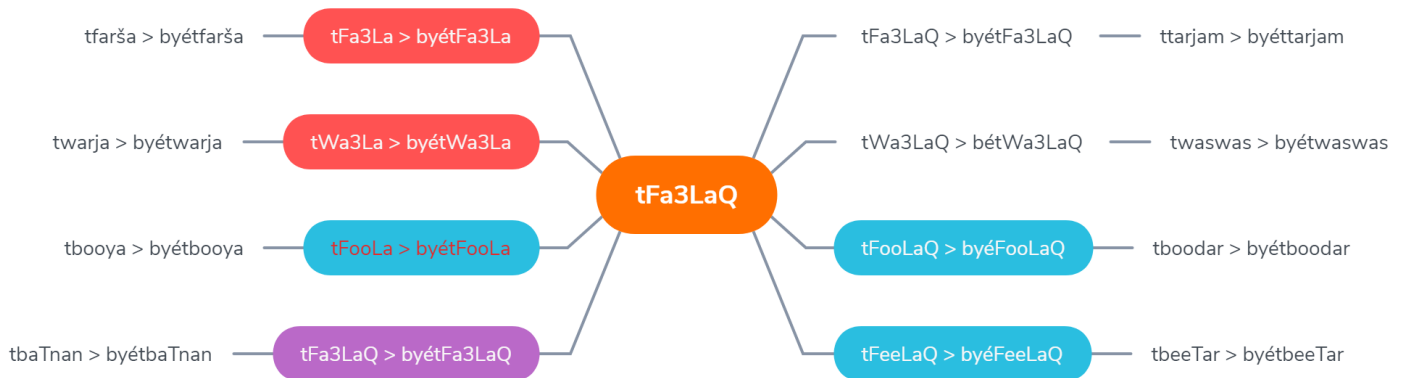 tfarša > byétfarša
tFa3La > byétFa3La
tFa3LaQ > byétFa3LaQ
ttarjam > byéttarjam
twarja > byétwarja
tWa3La > byétWa3La
tWa3LaQ > bétWa3LaQ
twaswas > byétwaswas
tFa3LaQ
tbooya > byétbooya
tFooLa > byétFooLa
tFooLaQ > byéFooLaQ
tboodar > byétboodar
tbaTnan > byétbaTnan
tFa3LaQ > byétFa3LaQ
tFeeLaQ > byéFeeLaQ
tbeeTar > byétbeeTar